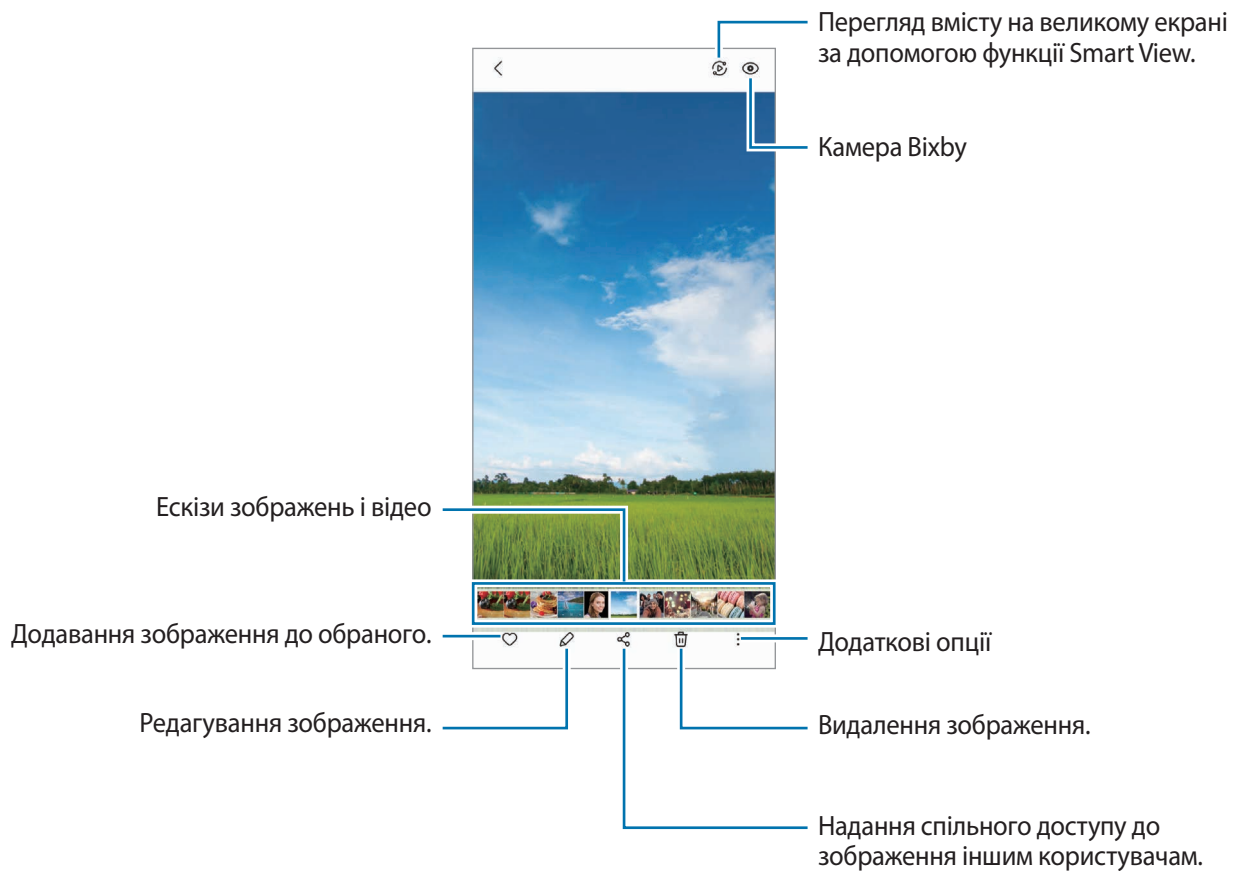 Перегляд вмісту на великому екрані
за допомогою функції Smart View.
Камера Bixby
Ескізи зображень і відео
Додавання зображення до обраного.
Додаткові опції
Редагування зображення.
Видалення зображення.
Надання спільного доступу до
зображення іншим користувачам.